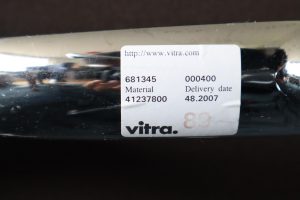 http://www.vitra.com
681345 000400
Material Delivery date
41237800 48.2007
vitra.